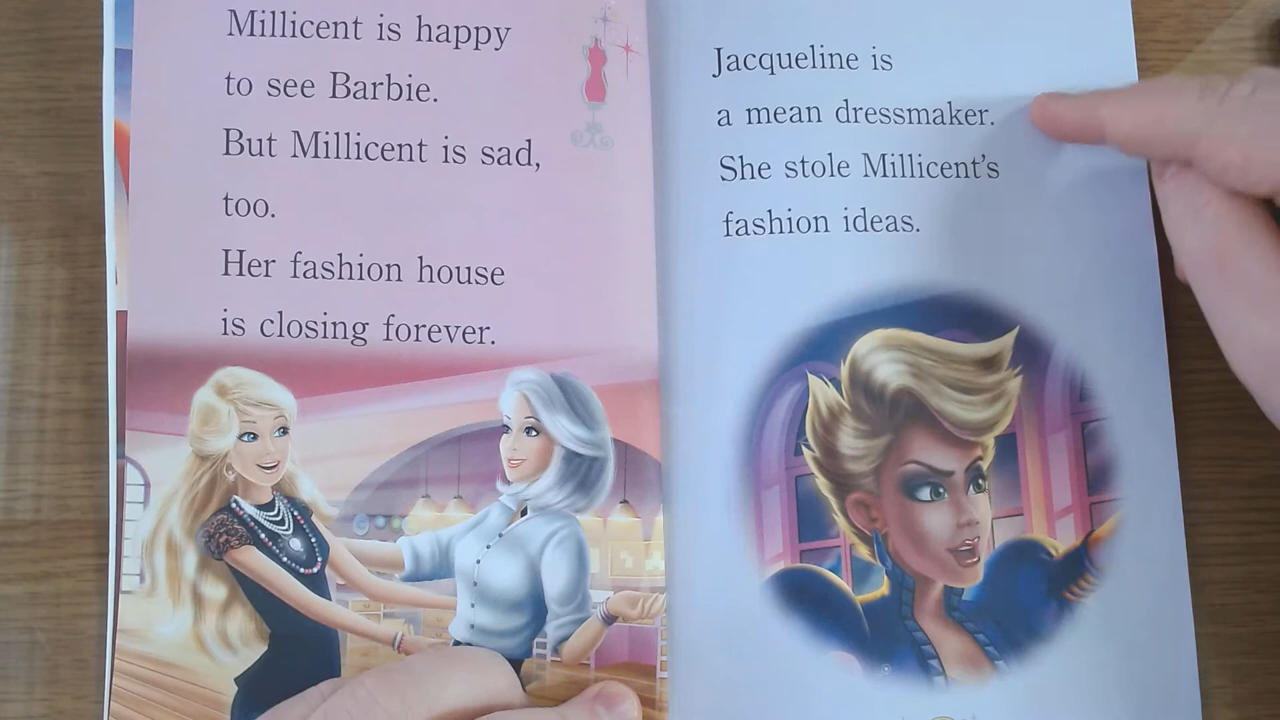 Millicent is happy
to see Barbie.
But Millicent is sad,
too.
Her fashion house
is closing forever.
Jacqueline is
a mean dressmaker.
She stole Millicent's
fashion ideas.